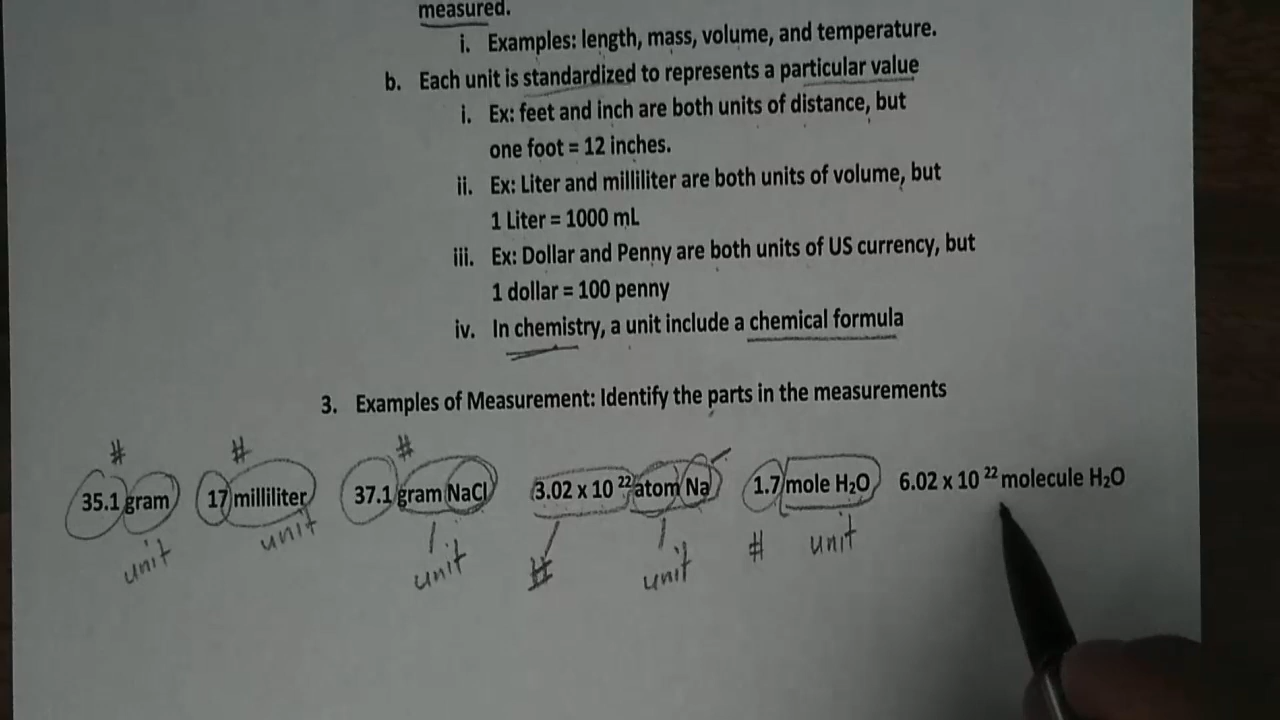 measured.
i. Examples: length, mass, volume, and temperature.
b. Each unit is standardized to represents a particular value
i. Ex: feet and inch are both units of distance, but
one foot = 12 inches.
ii. Ex: Liter and milliliter are both units of volume, but
1 Liter = 1000 mL
iii. Ex: Dollar and Penny are both units of US currency, but
1 dollar = 100 penny
iv. In chemistry, a unit include a chemical formula
3. Examples of Measurement: Identify the parts in the measurements
# # #
35.1 gram 17 milliliter 37.1 gram NaCl 3.02 x 10 ²² atom Na 1.7 mole H₂O 6.02 x 10 ²² molecule H₂O
unit unit unit # unit # unit